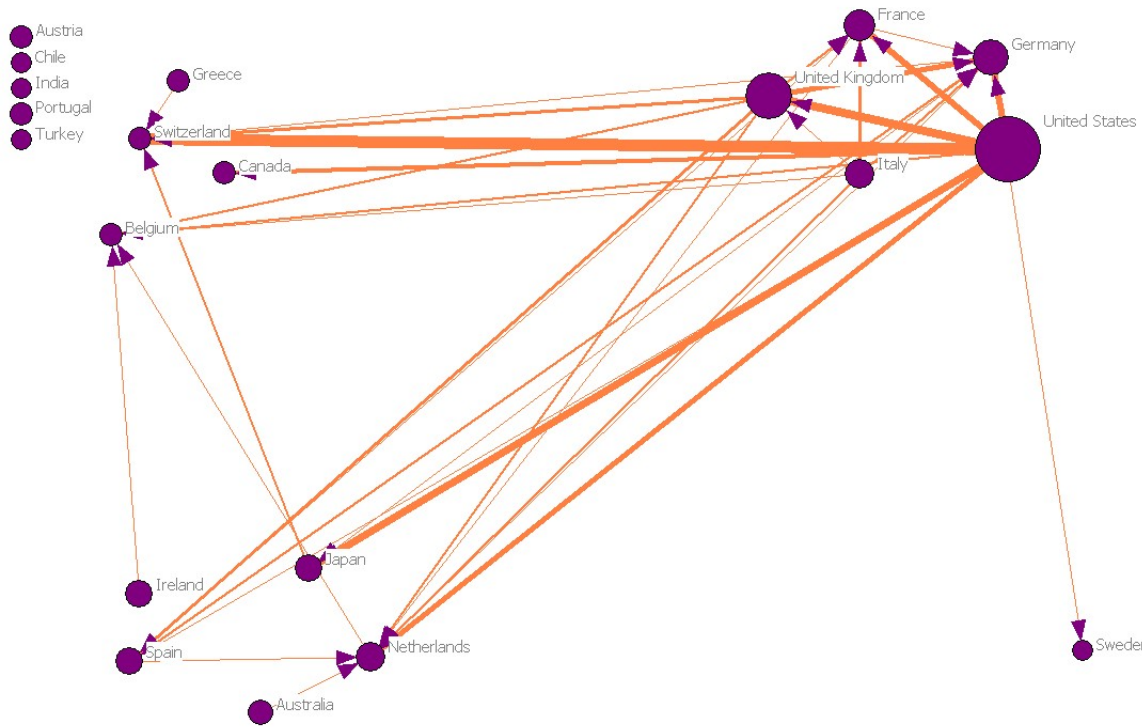 Austria
Chile
India
Portugal
Turkey
Greece
Switzerland
Canada
Belgium
France
Germany
United Kingdom
United States
Italy
Japan
Ireland
Spain
Netherlands
Australia
Sweden